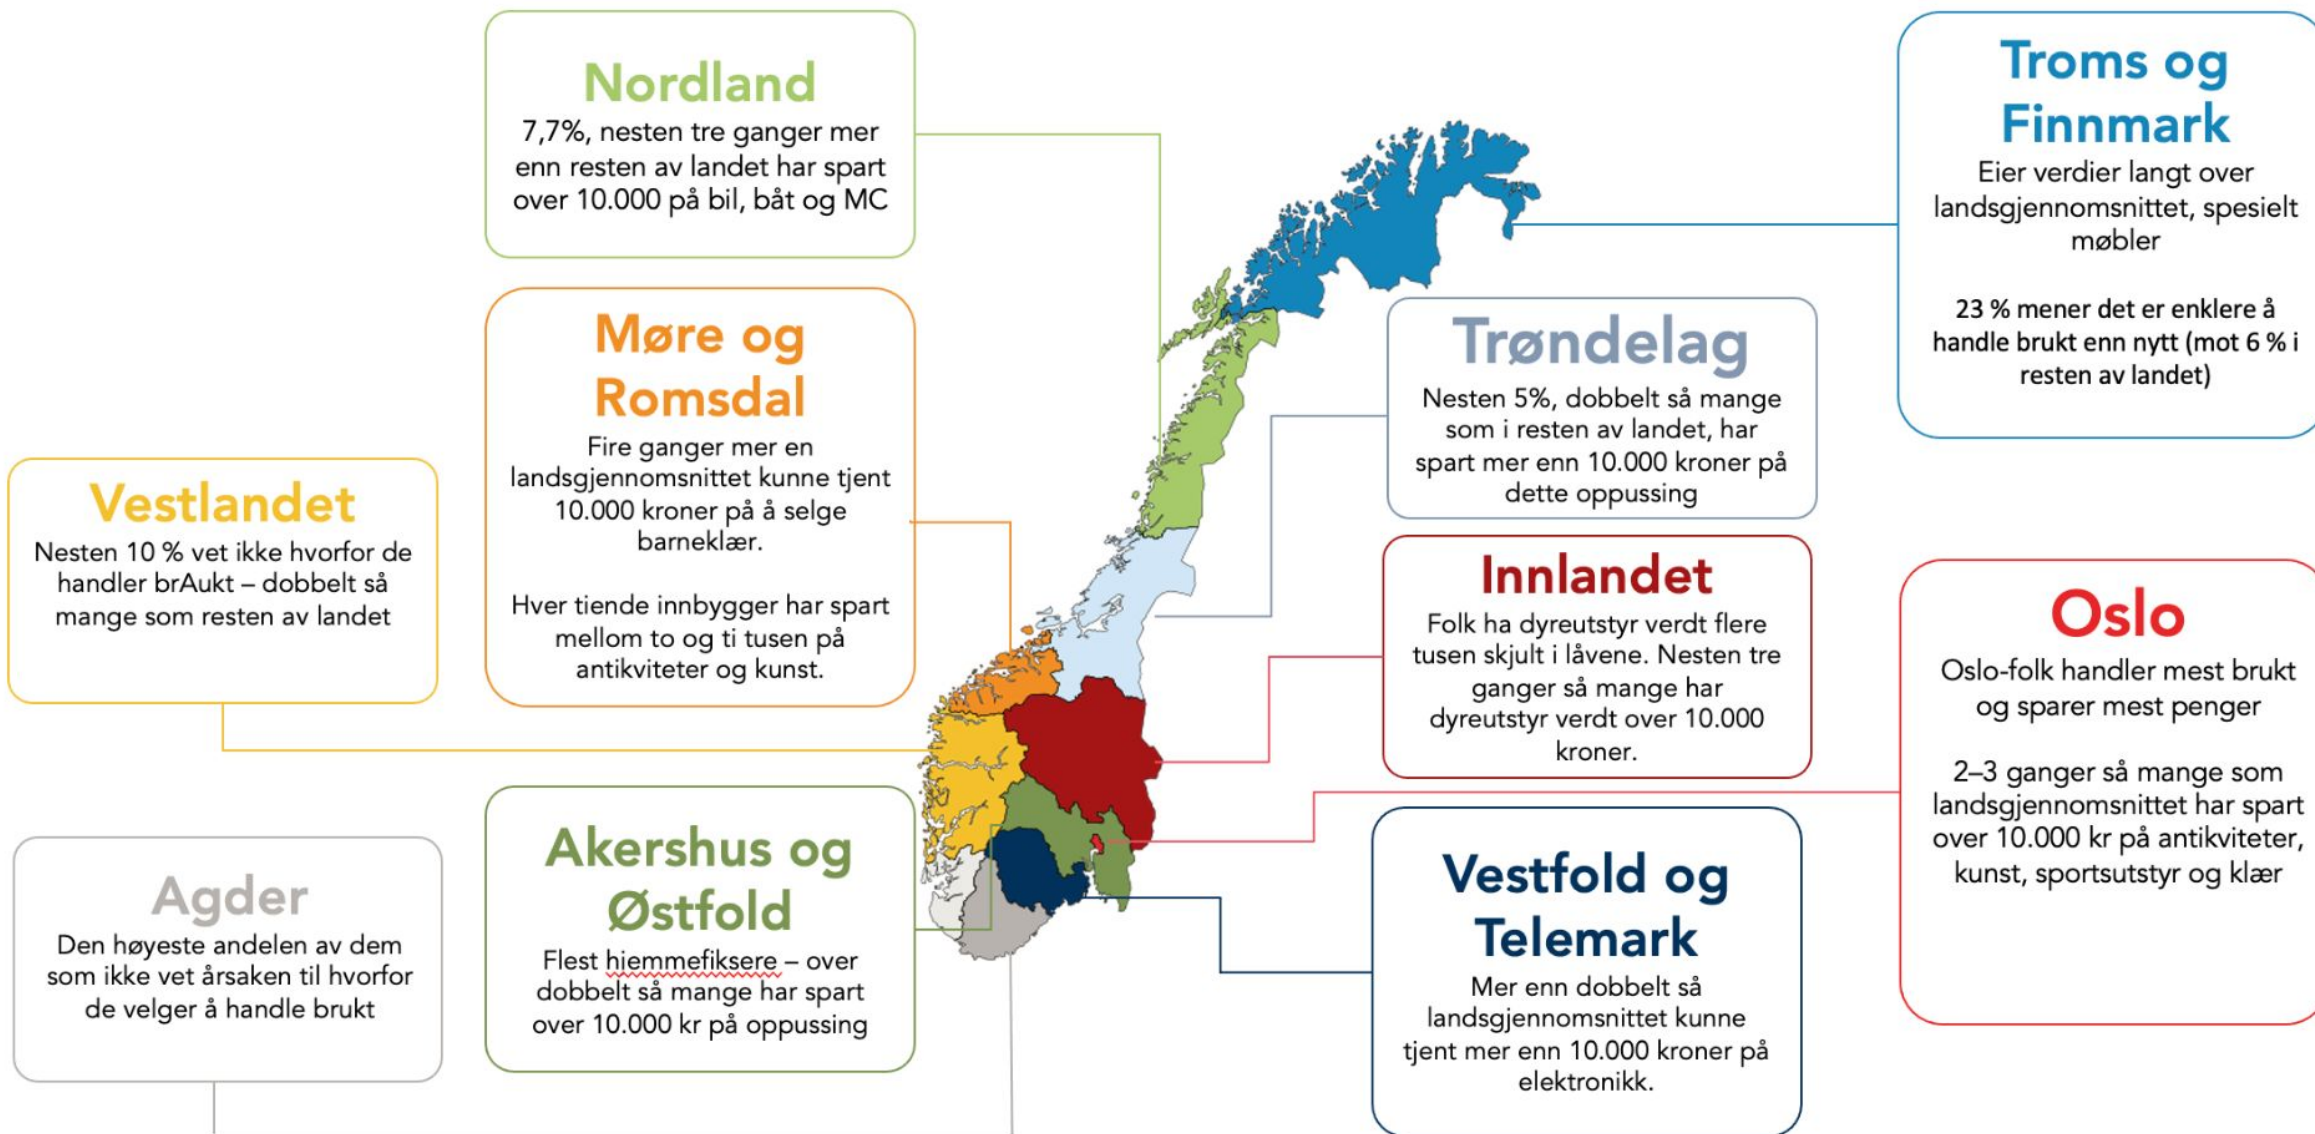 Nordland
7,7%, nesten tre ganger mer
enn resten av landet har spart
over 10.000 på bil, båt og MC
Troms og
Finnmark
Eier verdier langt over
landsgjennomsnittet, spesielt
møbler
23 % mener det er enklere å
handle brukt enn nytt (mot 6 % i
resten av landet)
Møre og
Romsdal
Fire ganger mer en
landsgjennomsnittet kunne tjent
10.000 kroner på å selge
barneklær.
Hver tiende innbygger har spart
mellom to og ti tusen på
antikviteter og kunst.
Trøndelag
Nesten 5%, dobbelt så mange
som i resten av landet, har
spart mer enn 10.000 kroner på
dette oppussing
Vestlandet
Nesten 10 % vet ikke hvorfor de
handler brAukt – dobbelt så
mange som resten av landet
Innlandet
Folk ha dyreutstyr verdt flere
tusen skjult i låvene. Nesten tre
ganger så mange har
dyreutstyr verdt over 10.000
kroner.
Oslo
Oslo-folk handler mest brukt
og sparer mest penger
2–3 ganger så mange som
landsgjennomsnittet har spart
over 10.000 kr på antikviteter,
kunst, sportsutstyr og klær
Agder
Den høyeste andelen av dem
som ikke vet årsaken til hvorfor
de velger å handle brukt
Akershus og
Østfold
Flest hiemmefiksere – over
dobbelt så mange har spart
over 10.000 kr på oppussing
Vestfold og
Telemark
Mer enn dobbelt så
landsgjennomsnittet kunne
tjent mer enn 10.000 kroner på
elektronikk.